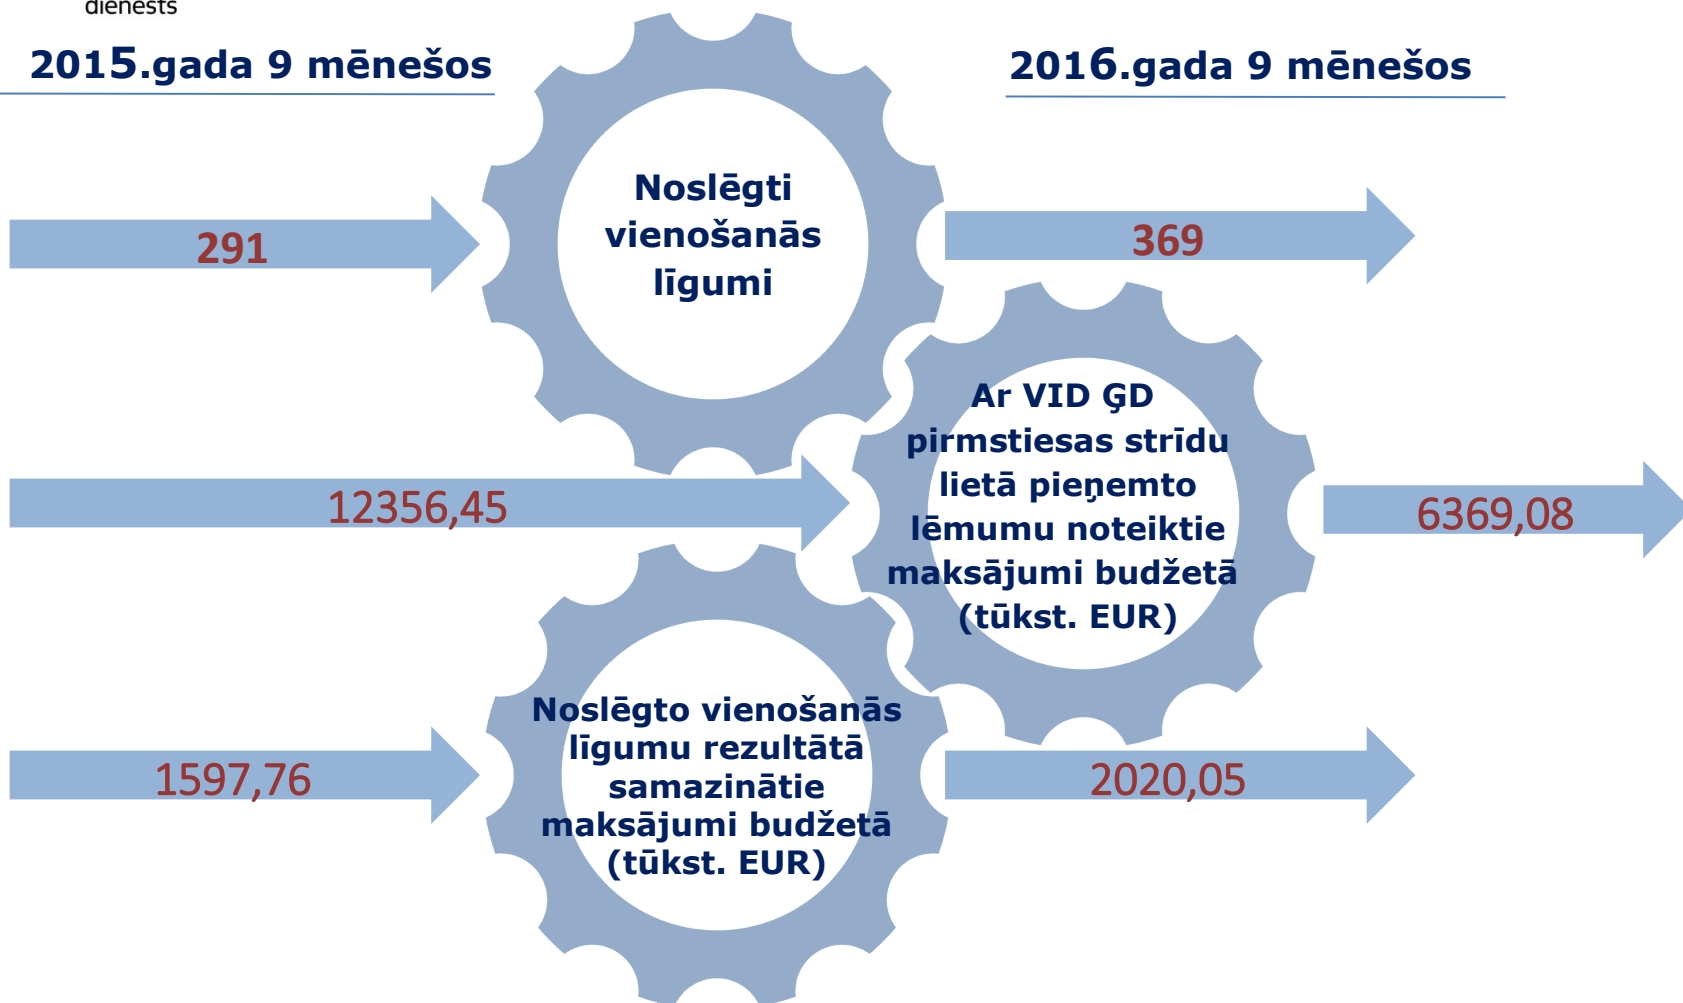 dienests
2015.gada 9 mēnešos
2016.gada 9 mēnešos
Noslēgti
vienošanās
līgumi
291
369
Ar VID ĢD
pirmstiesas strīdu
lietā pieņemto
lēmumu noteiktie
maksājumi budžetā
(tūkst. EUR)
12356,45
6369,08
Noslēgto vienošanās
līgumu rezultātā
samazinātie
maksājumi budžetā
(tūkst. EUR)
1597,76
2020,05